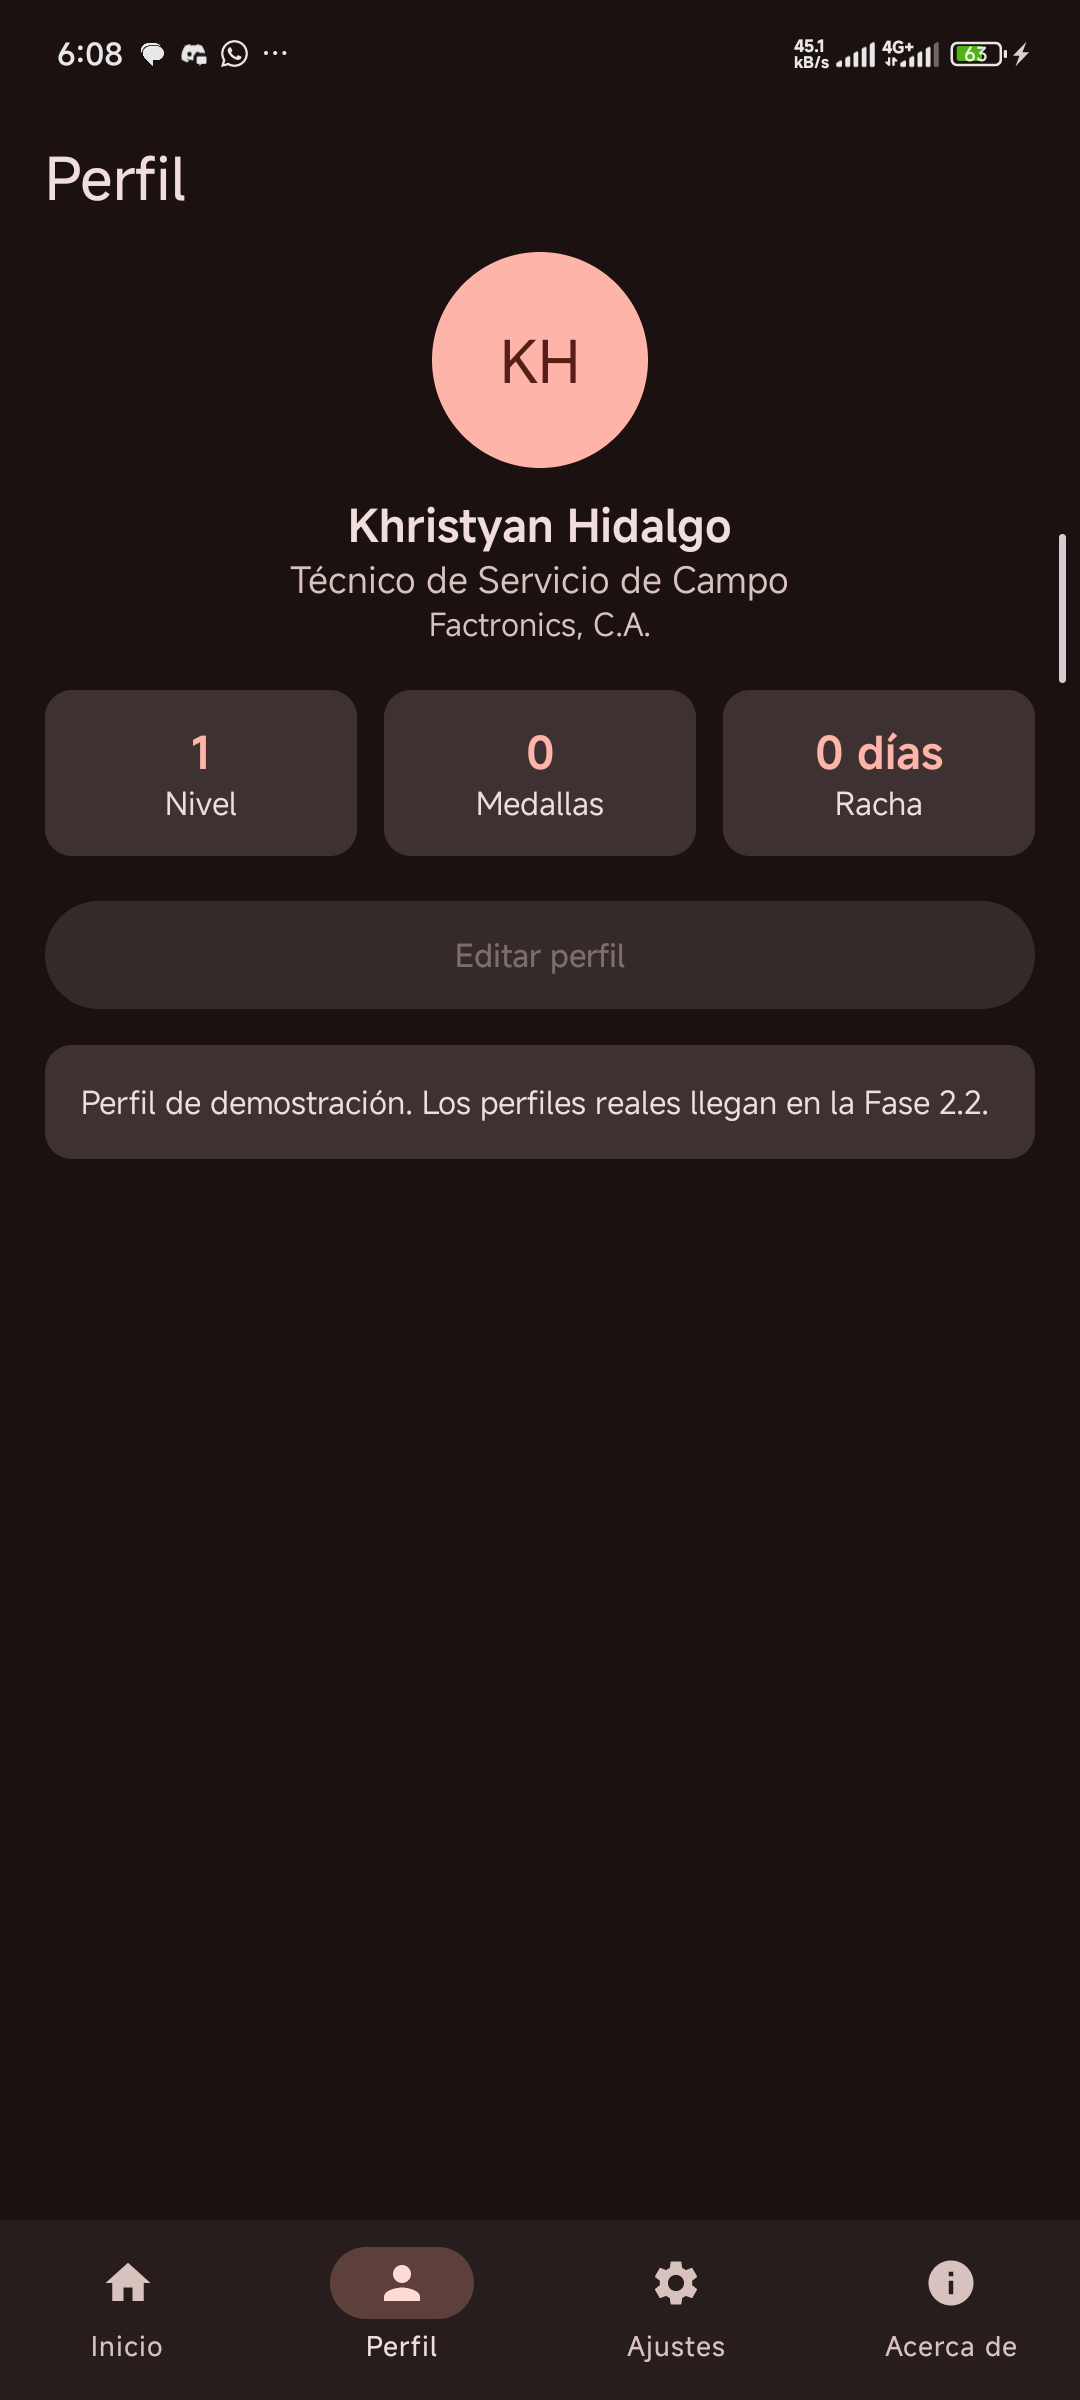 6:08
45.1 kB/s
4G+
63
Perfil
KH
Khristyan Hidalgo
Técnico de Servicio de Campo
Factronics, C.A.
1
Nivel
0
Medallas
0 días
Racha
Editar perfil
Perfil de demostración. Los perfiles reales llegan en la Fase 2.2.
Inicio
Perfil
Ajustes
Acerca de